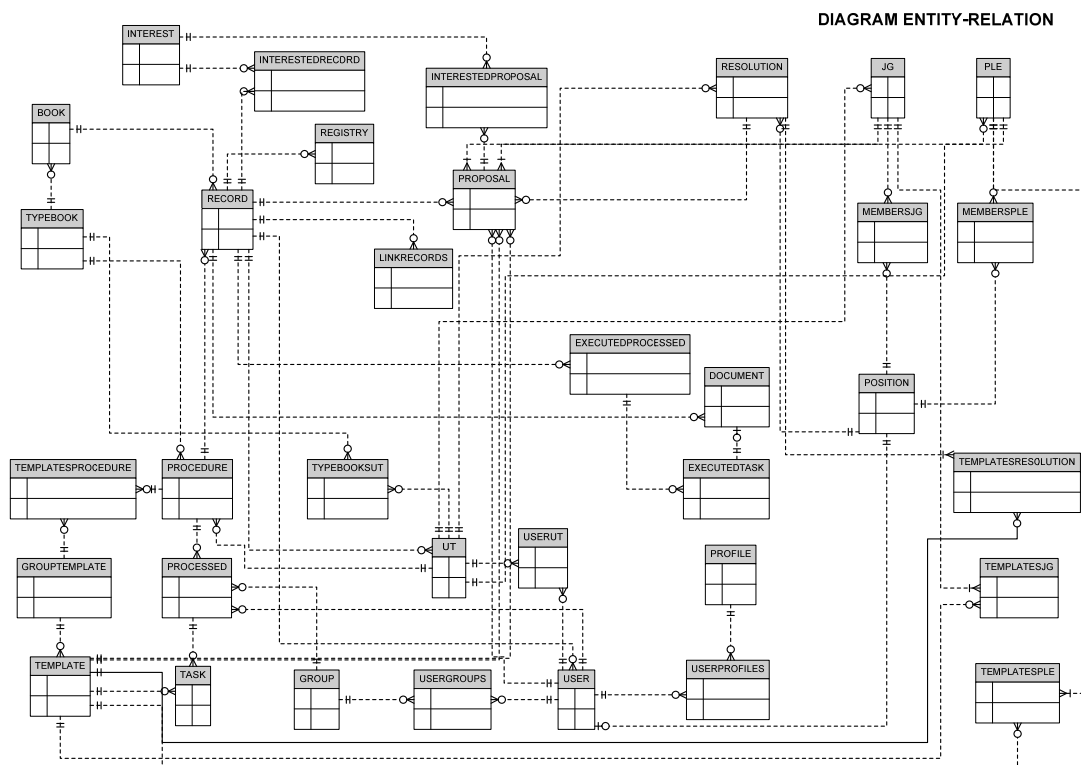 DIAGRAM ENTITY-RELATION
INTEREST
INTERESTEDRECORD
INTERESTEDPROPOSAL
RESOLUTION
JG
PLE
BOOK
REGISTRY
PROPOSAL
RECORD
TYPEBOOK
MEMBERSJG
MEMBERSPLE
LINKRECORDS
EXECUTEDPROCESSED
DOCUMENT
POSITION
TEMPLATESPROCEDURE
PROCEDURE
TYPEBOOKSUT
EXECUTEDTASK
TEMPLATESRESOLUTION
GROUPTEMPLATE
PROCESSED
UT
USERUT
PROFILE
TEMPLATESJG
TEMPLATE
TASK
GROUP
USERGROUPS
USER
USERPROFILES
TEMPLATESPLE